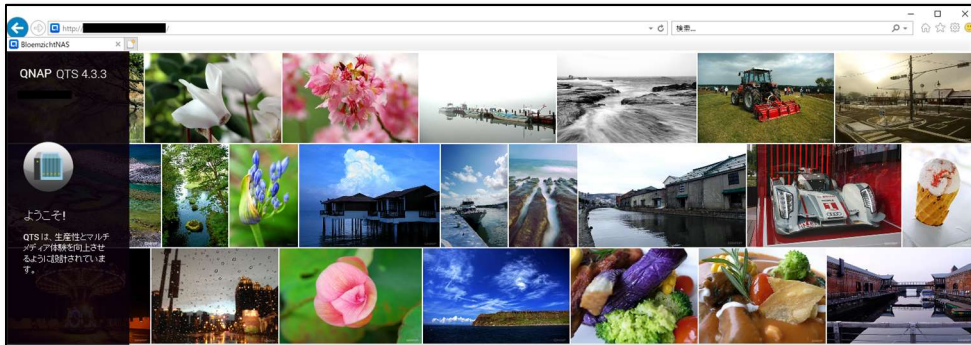 http://
/
検索...
BloemzichtNAS
QNAP QTS 4.3.3
ようこそ!
QTS は、生産性とマルチ
メディア体験を向上させ
るように設計されていま
す。